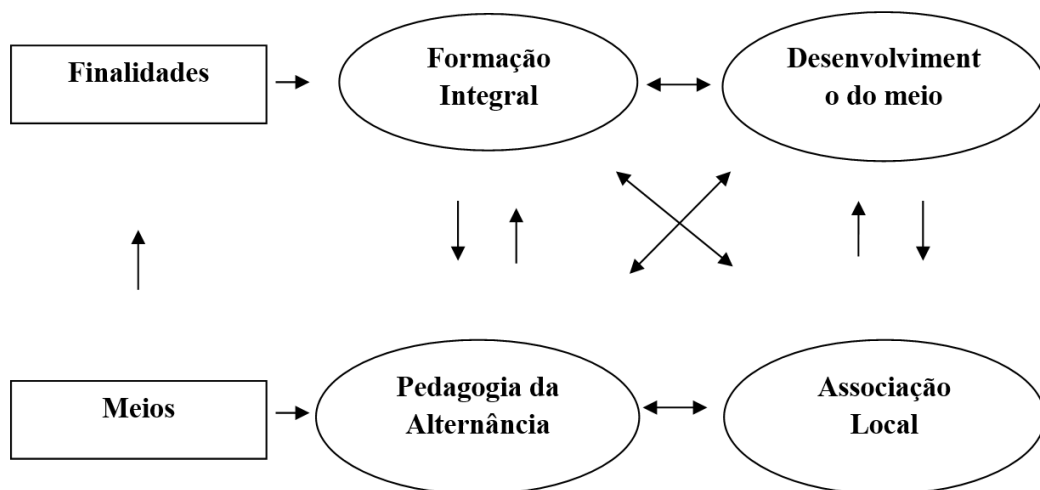 Finalidades
Formação
Integral
Desenvolviment
o do meio
Meios
Pedagogia da
Alternância
Associação
Local